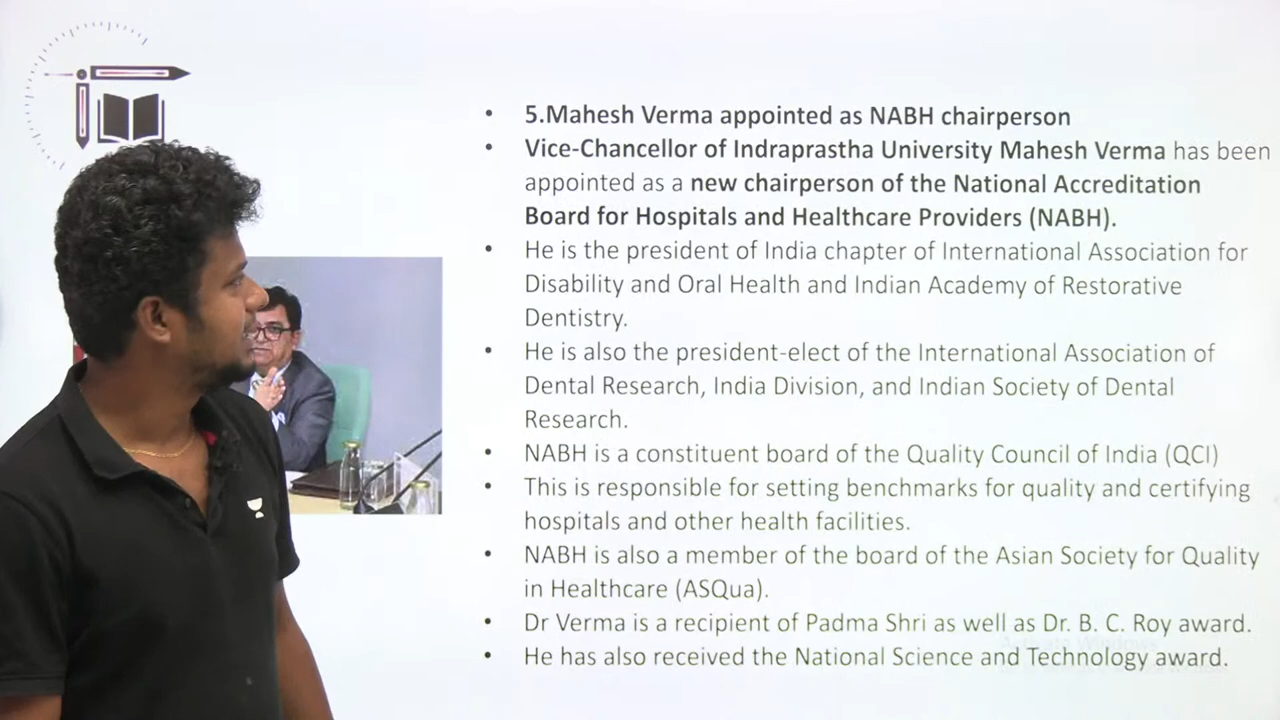 5.Mahesh Verma appointed as NABH chairperson
Vice-Chancellor of Indraprastha University Mahesh Verma has been
appointed as a new chairperson of the National Accreditation
Board for Hospitals and Healthcare Providers (NABH).
He is the president of India chapter of International Association for
Disability and Oral Health and Indian Academy of Restorative
Dentistry.
He is also the president-elect of the International Association of
Dental Research, India Division, and Indian Society of Dental
Research.
NABH is a constituent board of the Quality Council of India (QCI)
This is responsible for setting benchmarks for quality and certifying
hospitals and other health facilities.
NABH is also a member of the board of the Asian Society for Quality
in Healthcare (ASQua).
Dr Verma is a recipient of Padma Shri as well as Dr. B. C. Roy award.
He has also received the National Science and Technology award.
Activate Windows